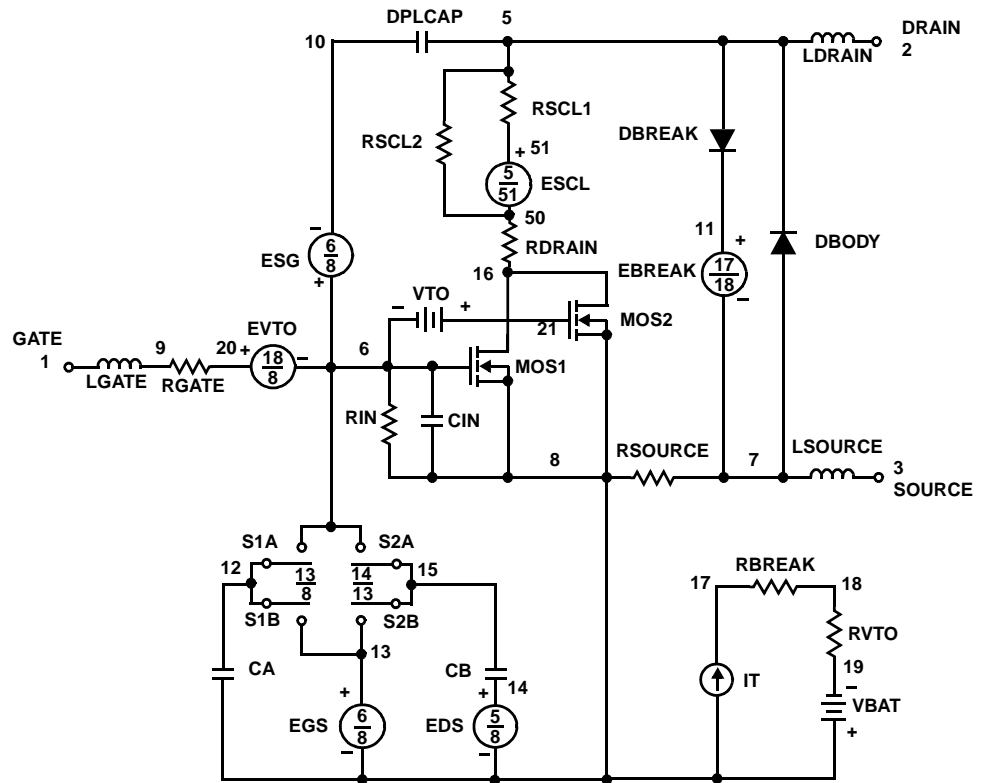 DPLCAP
5
10
DRAIN
2
LDRAIN
RSCL1
RSCL2
DBREAK
+
51
5
51
ESCL
-
50
11
+
DBODY
6
8
ESG
+
RDRAIN
EBREAK
17
18
-
16
-
VTO
+
21
MOS2
GATE
1
9
20
EVTO
+
18
8
-
6
MOS1
LGATE
RGATE
RIN
CIN
8
RSOURCE
7
LSOURCE
3
SOURCE
S1A
S2A
12
13
8
14
13
15
S1B
S2B
13
RBREAK
17
18
RVTO
19
CA
CB
14
+
+
IT
-
VBAT
+
EGS
6
8
-
EDS
5
8
-